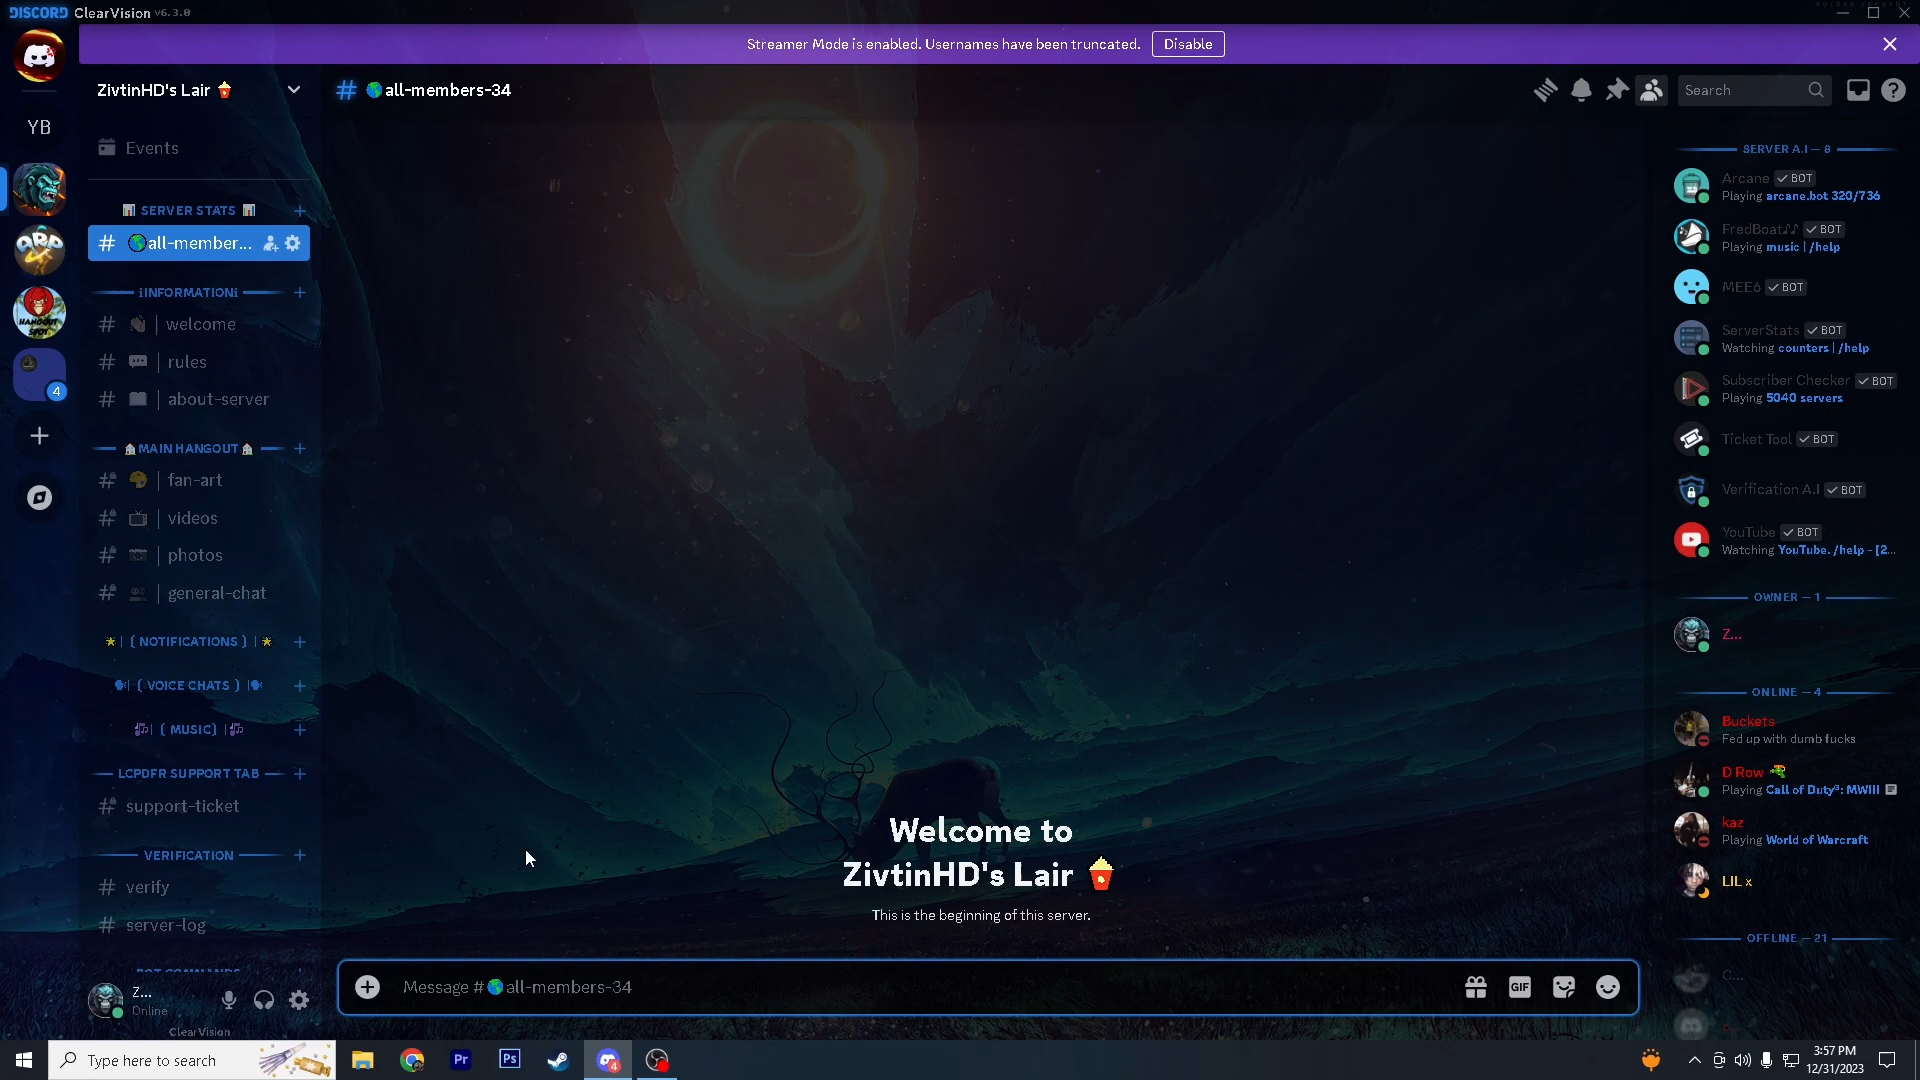 DISCORD ClearVision v6.3.0
Streamer Mode is enabled. Usernames have been truncated. Disable
ZivtinHD's Lair
# all-members-34
Search
YB
Events
SERVER STATS
# all-member...
¡INFORMATION¡
# | welcome
# | rules
# | about-server
MAIN HANGOUT
# | fan-art
# | videos
# | photos
# | general-chat
| ( NOTIFICATIONS ) |
| ( VOICE CHATS ) |
| ( MUSIC) |
LCPDFR SUPPORT TAB
# support-ticket
VERIFICATION
# verify
# server-log
BOT COMMANDS
4
Z...
Online
ClearVision
Welcome to
ZivtinHD's Lair
This is the beginning of this server.
Message # all-members-34
GIF
SERVER A.I — 8
Arcane BOT
Playing arcane.bot 320/736
FredBoat♪♪ BOT
Playing music | /help
MEE6 BOT
ServerStats BOT
Watching counters | /help
Subscriber Checker BOT
Playing 5040 servers
Ticket Tool BOT
Verification A.I BOT
YouTube BOT
Watching YouTube. /help - [2...
OWNER — 1
Z...
ONLINE — 4
Buckets
Fed up with dumb fucks
D Row
Playing Call of Duty®: MWIII
kaz
Playing World of Warcraft
LIL x
OFFLINE — 21
C...
Type here to search
Pr
Ps
4
3:57 PM
12/31/2023